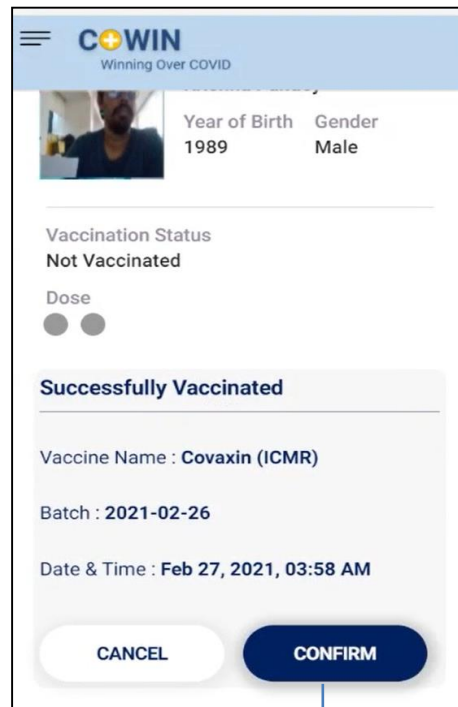 COWIN
Winning Over COVID
Year of Birth Gender
1989 Male
Vaccination Status
Not Vaccinated
Dose
Successfully Vaccinated
Vaccine Name : Covaxin (ICMR)
Batch : 2021-02-26
Date & Time : Feb 27, 2021, 03:58 AM
CANCEL CONFIRM